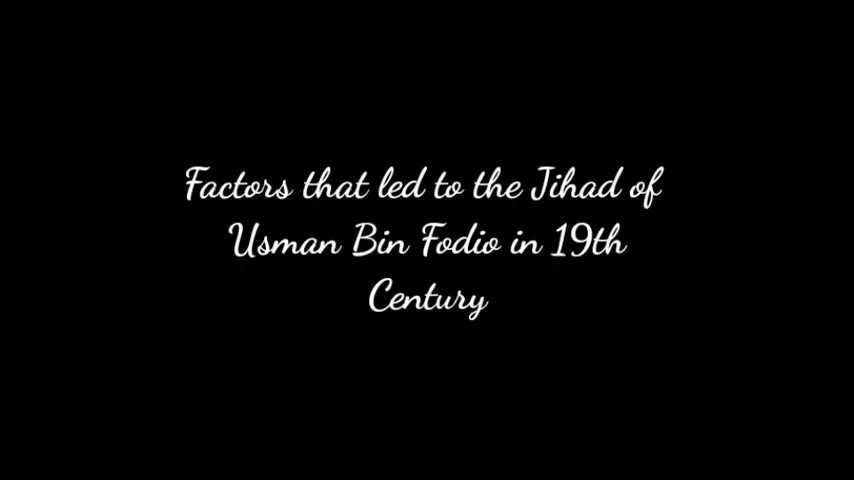 Factors that led to the Jihad of
Usman Bin Fodio in 19th
Century